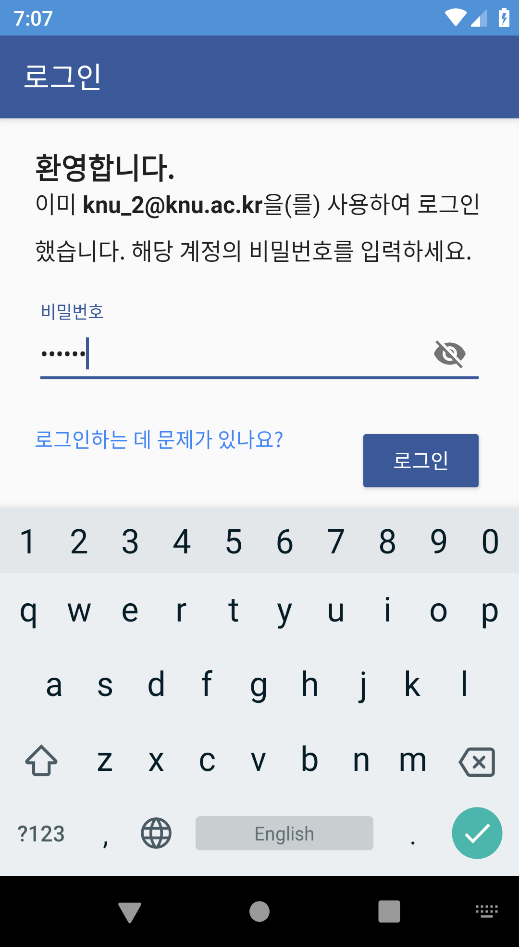 7:07
로그인
환영합니다.
이미 knu_2@knu.ac.kr을(를) 사용하여 로그인
했습니다. 해당 계정의 비밀번호를 입력하세요.
비밀번호
••••••
로그인하는 데 문제가 있나요?
로그인
1 2 3 4 5 6 7 8 9 0
q w e r t y u i o p
a s d f g h j k l
z x c v b n m
?123 , English .